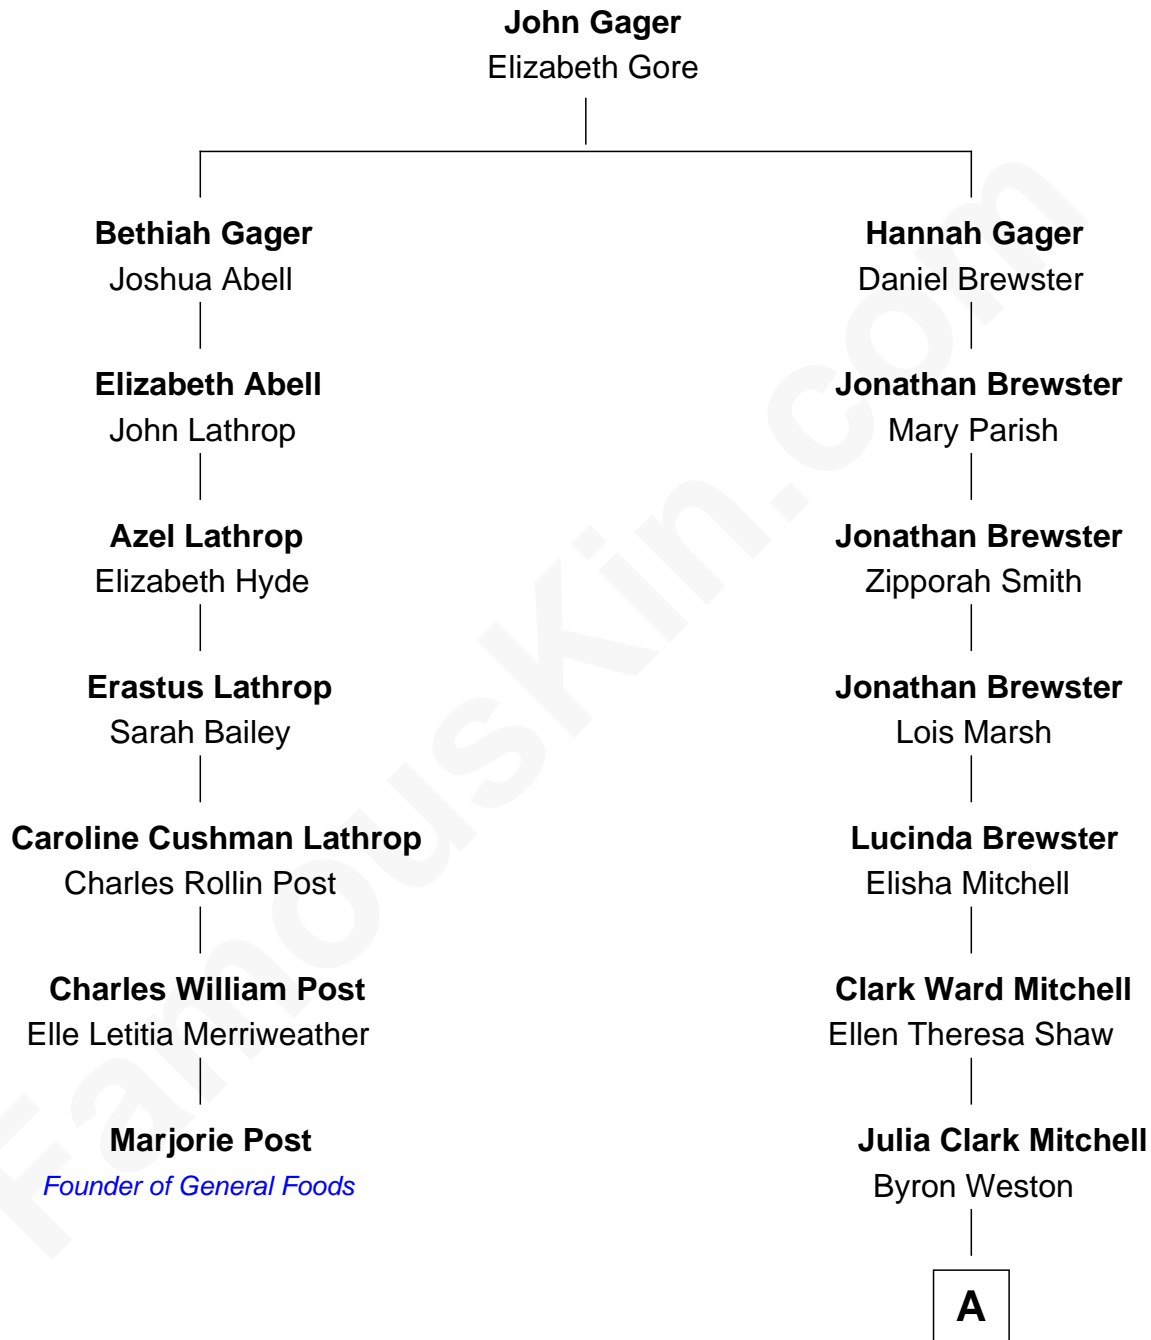 John Gager
Elizabeth Gore
Bethiah Gager
Joshua Abell
Hannah Gager
Daniel Brewster
Elizabeth Abell
John Lathrop
Jonathan Brewster
Mary Parish
Azel Lathrop
Elizabeth Hyde
Jonathan Brewster
Zipporah Smith
Erastus Lathrop
Sarah Bailey
Jonathan Brewster
Lois Marsh
Caroline Cushman Lathrop
Charles Rollin Post
Lucinda Brewster
Elisha Mitchell
Charles William Post
Elle Letitia Merriweather
Clark Ward Mitchell
Ellen Theresa Shaw
Marjorie Post
Founder of General Foods
Julia Clark Mitchell
Byron Weston
A
FamousKin.com